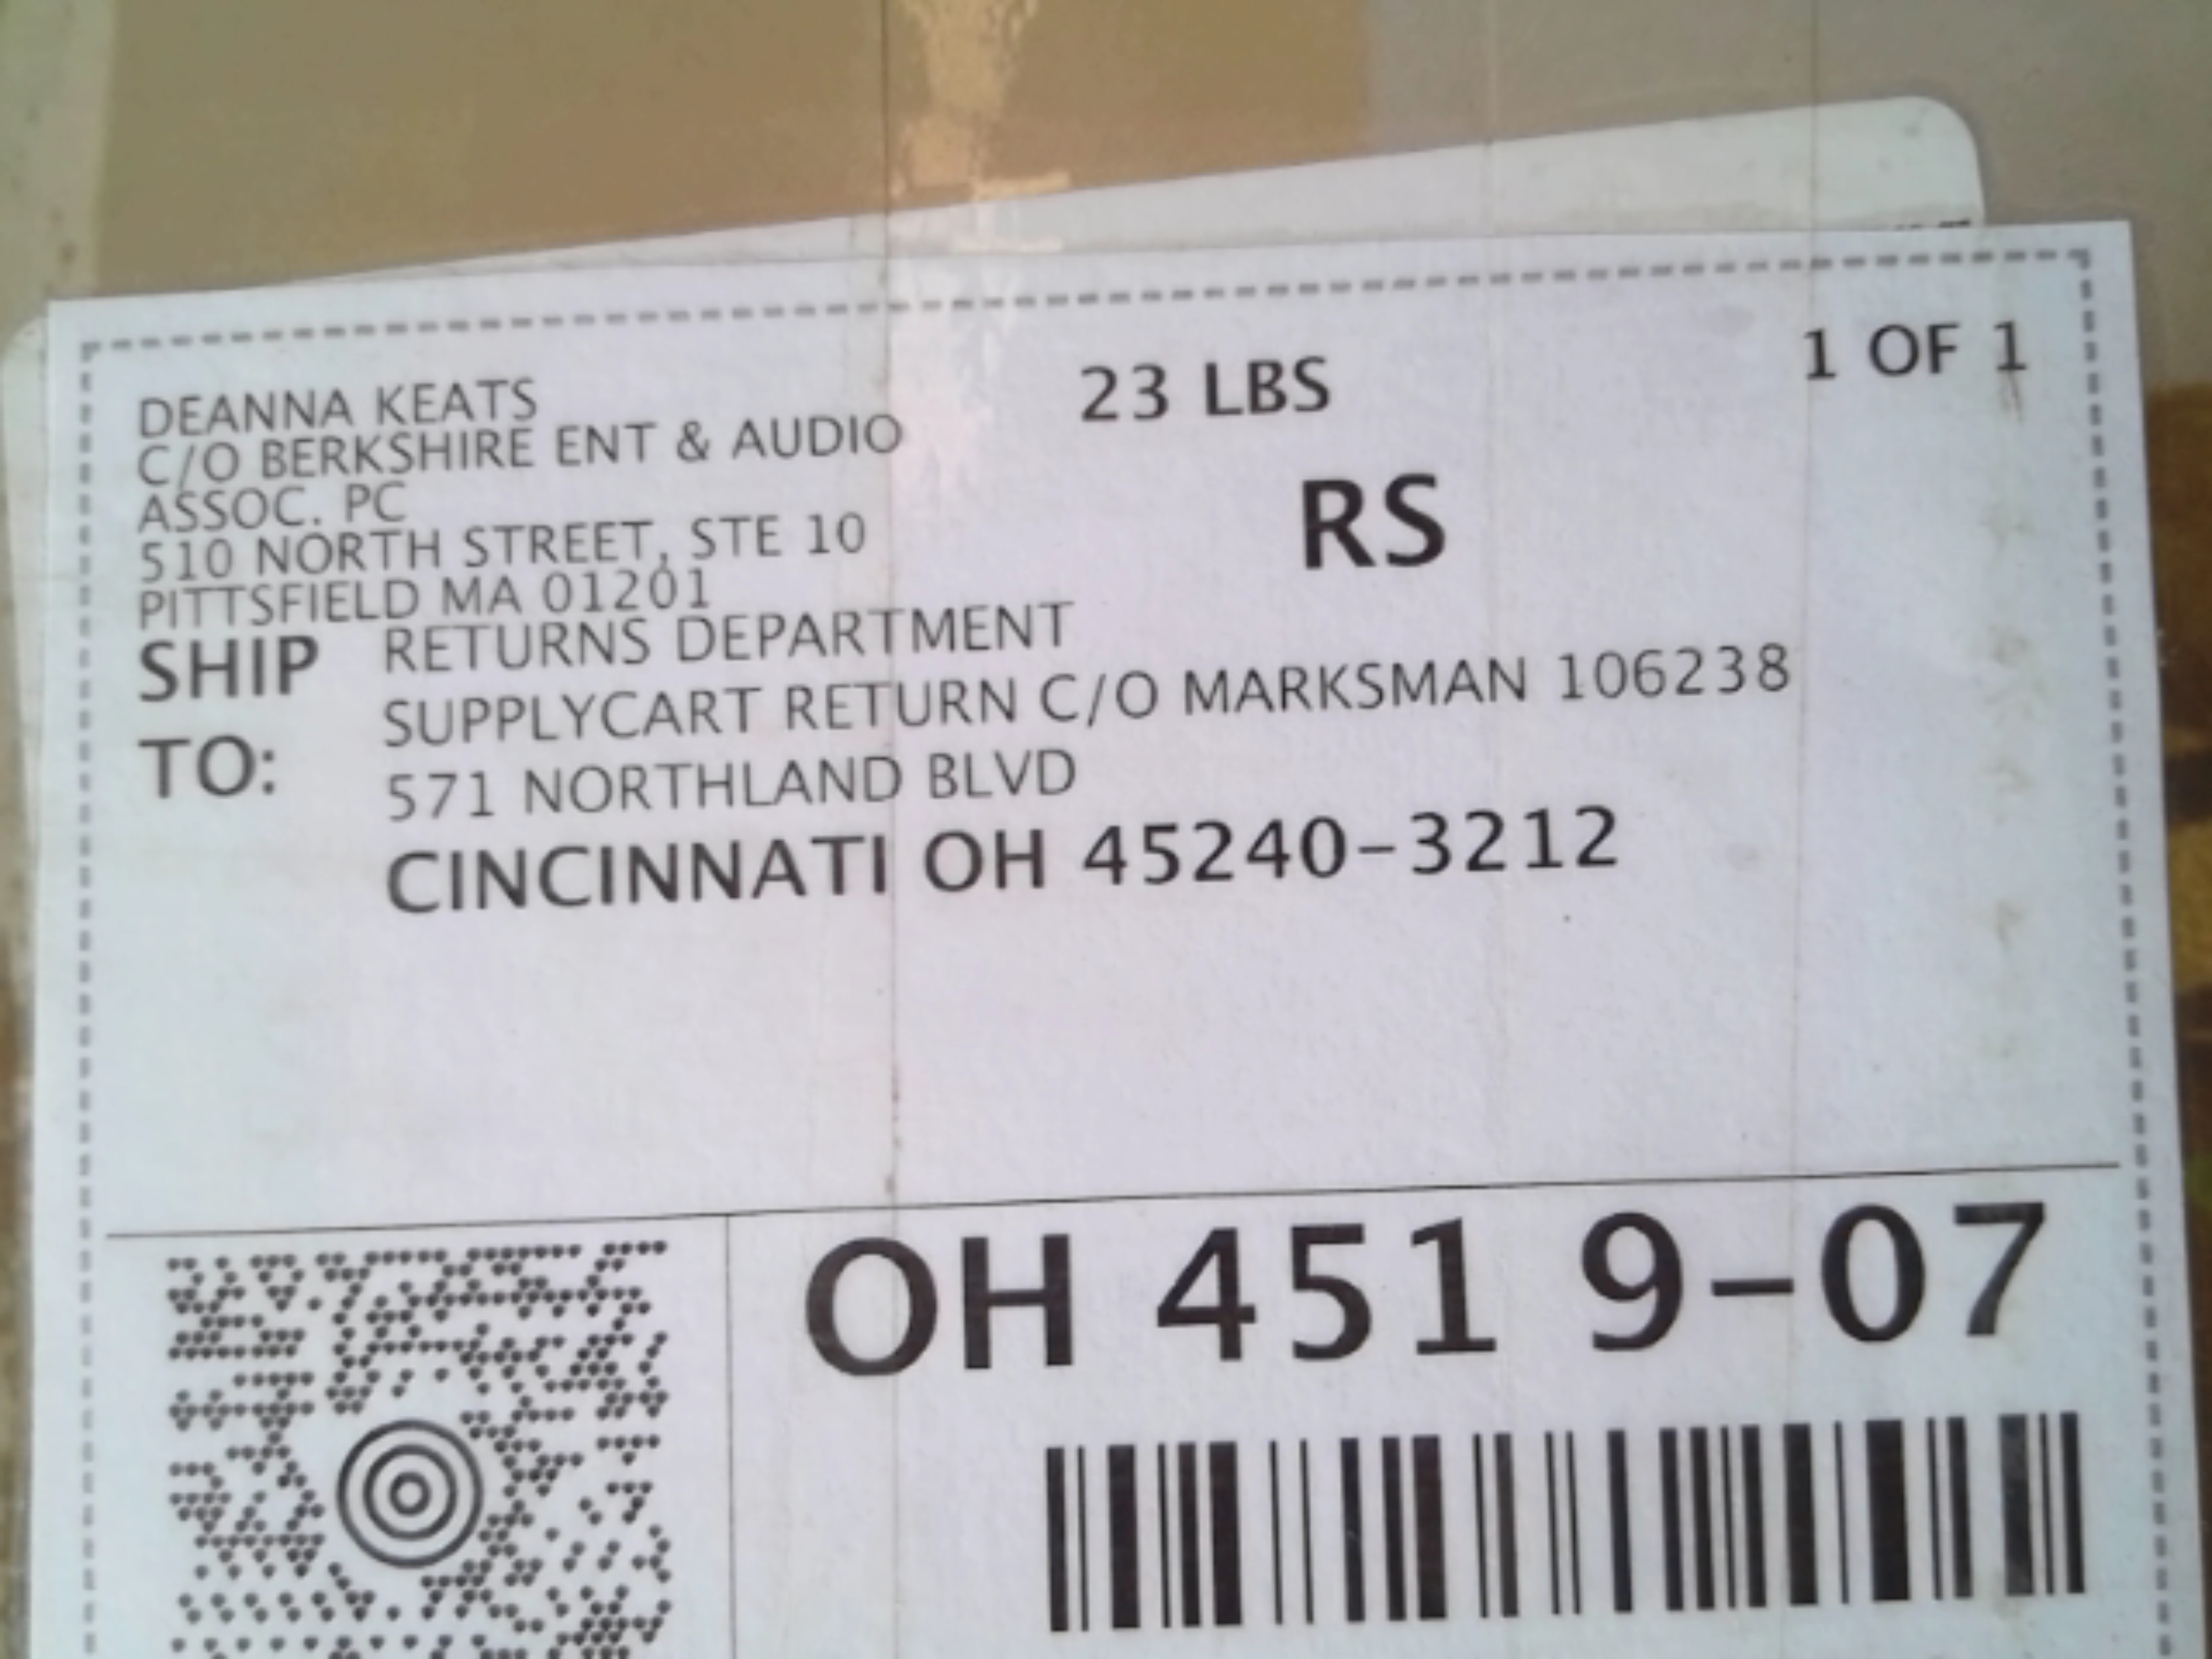 DEANNA KEATS
C/O BERKSHIRE ENT & AUDIO
ASSOC. PC
510 NORTH STREET, STE 10
PITTSFIELD MA 01201
23 LBS
1 OF 1
RS
SHIP TO:
RETURNS DEPARTMENT
SUPPLYCART RETURN C/O MARKSMAN 106238
571 NORTHLAND BLVD
CINCINNATI OH 45240-3212
OH 451 9-07